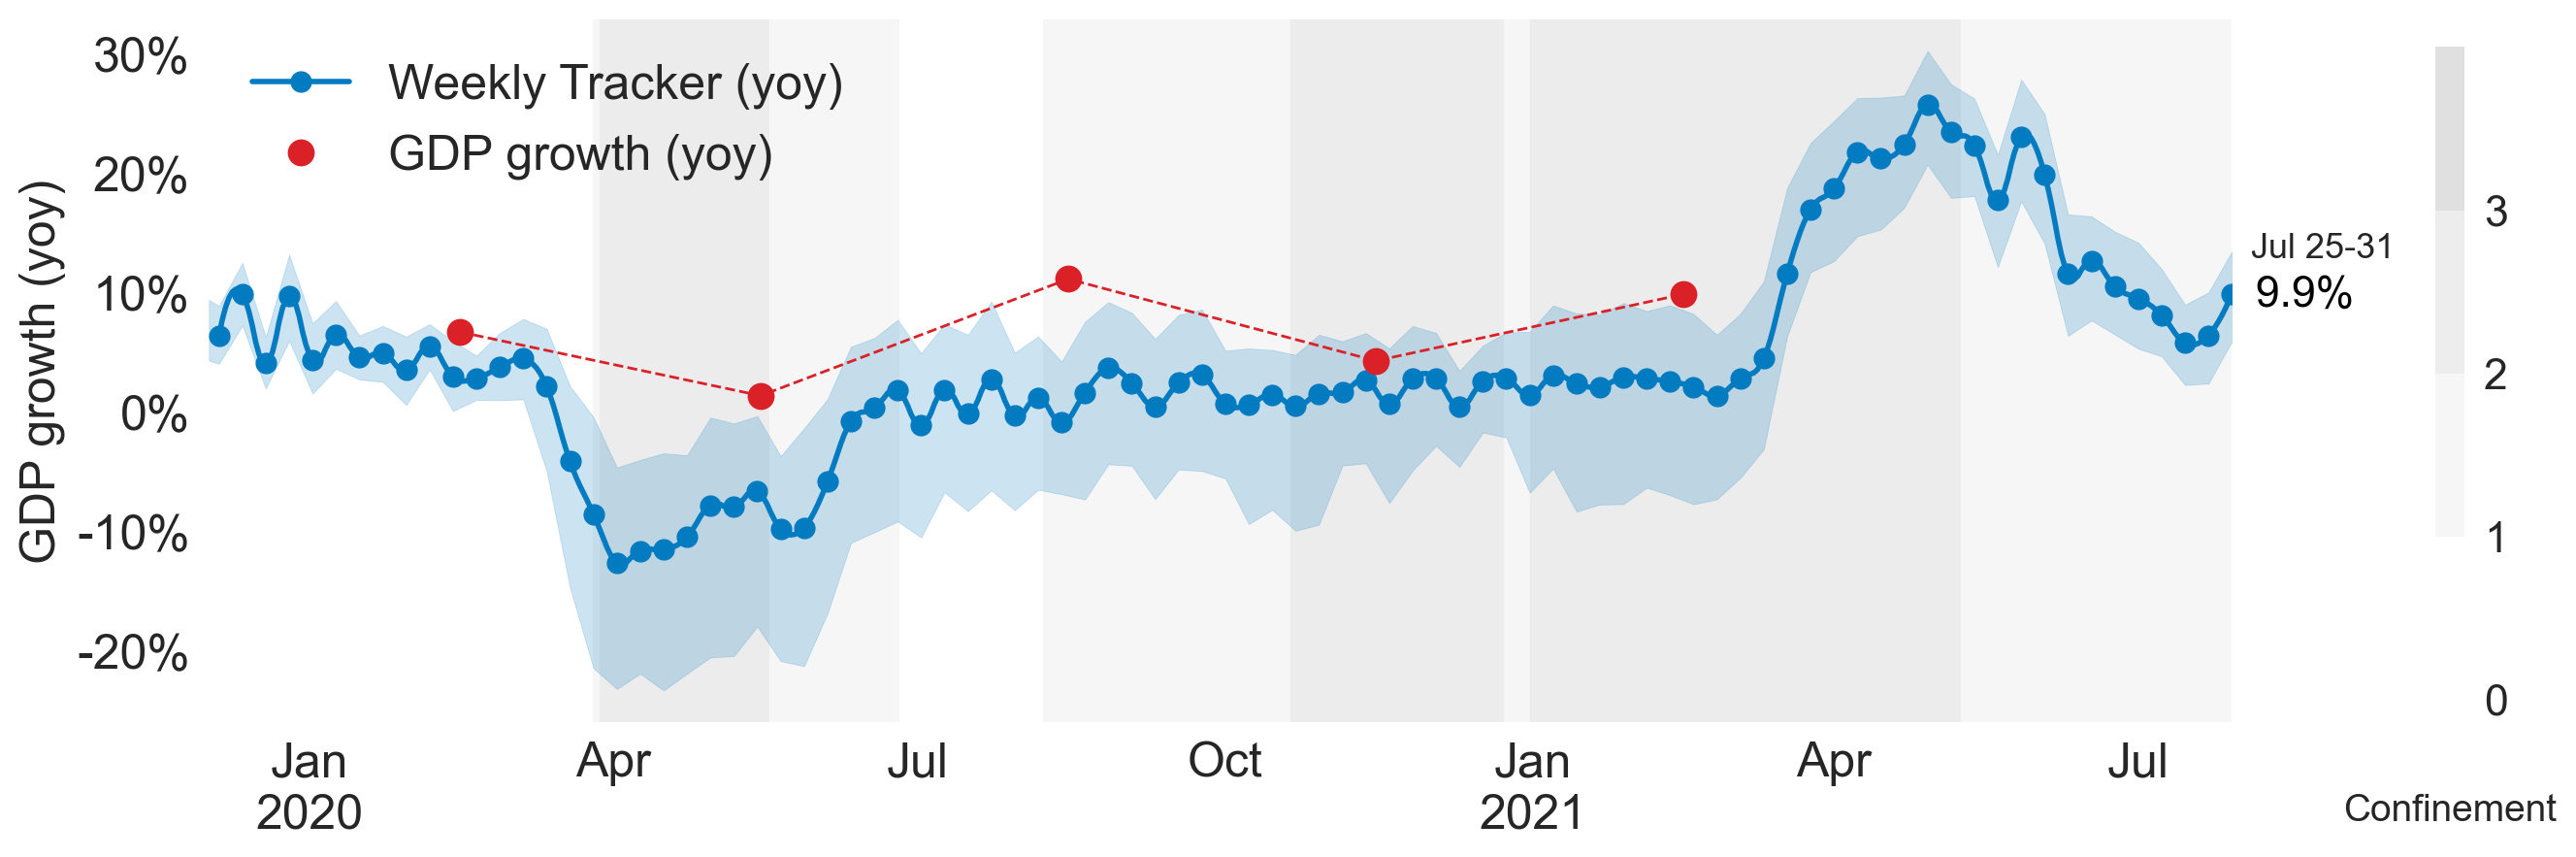 Weekly Tracker (yoy)
GDP growth (yoy)
GDP growth (yoy)
30%
20%
10%
0%
-10%
-20%
Jan
2020
Apr
Jul
Oct
Jan
2021
Apr
Jul
Jul 25-31
9.9%
3
2
1
0
Confinement